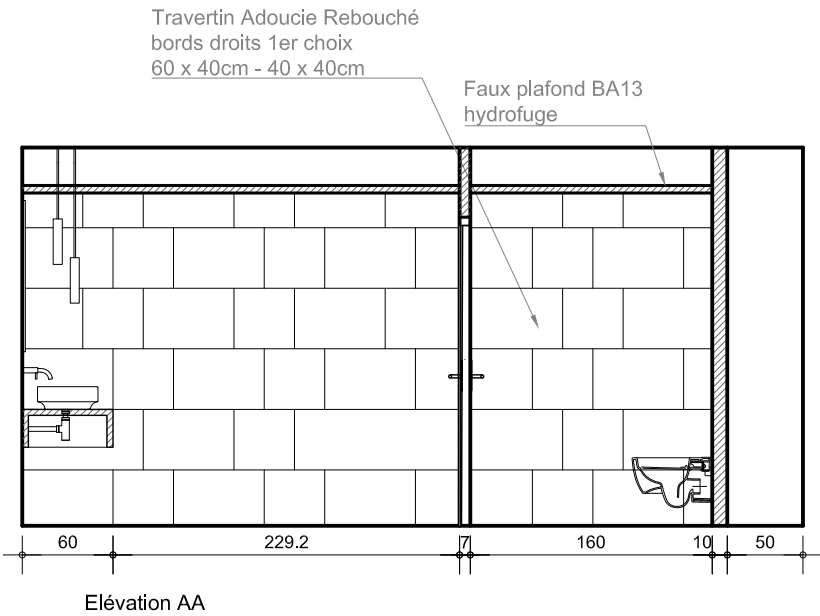 Travertin Adoucie Rebouché
bords droits 1er choix
60 x 40cm - 40 x 40cm
Faux plafond BA13
hydrofuge
60 229.2 7 160 10 50
Elévation AA